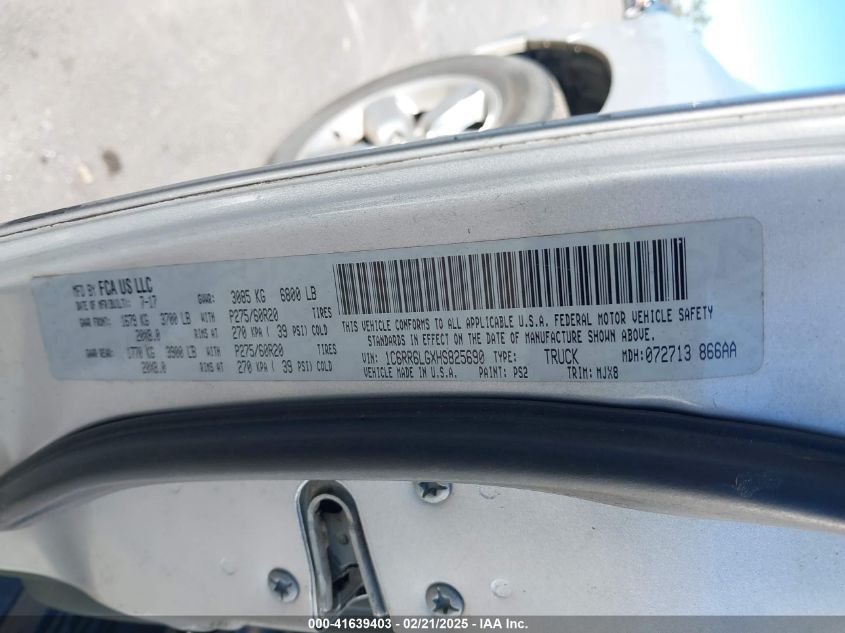 MFD BY FCA US LLC
DATE OF MFR(BUILT): 7-17
GVWR: 3085 KG 6800 LB
GAWR FRONT: 1679 KG 3700 LB P275/60R20 TIRES
20X8.0 RIMS AT 270 KPA ( 39 PSI) COLD
GAWR REAR: 1770 KG 3900 LB P275/60R20 TIRES
20X8.0 RIMS AT 270 KPA ( 39 PSI) COLD
THIS VEHICLE CONFORMS TO ALL APPLICABLE U.S.A. FEDERAL MOTOR VEHICLE SAFETY
STANDARDS IN EFFECT ON THE DATE OF MANUFACTURE SHOWN ABOVE.
VIN: 1C6RR6LGXHS825690 TYPE: TRUCK MDH:072713 866AA
VEHICLE MADE IN U.S.A. PAINT: PS2 TRIM: MJX8
000-41639403 - 02/21/2025 - IAA Inc.